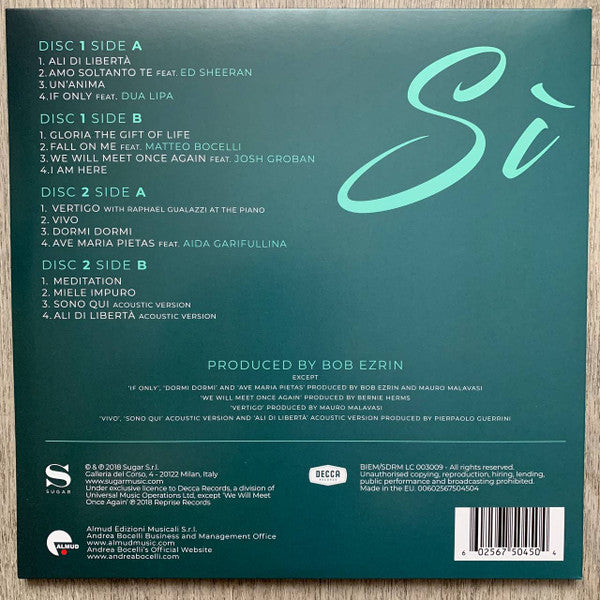 Sì
DISC 1 SIDE A
1. ALI DI LIBERTÀ
2. AMO SOLTANTO TE FEAT. ED SHEERAN
3. UN'ANIMA
4. IF ONLY FEAT. DUA LIPA
DISC 1 SIDE B
1. GLORIA THE GIFT OF LIFE
2. FALL ON ME FEAT. MATTEO BOCELLI
3. WE WILL MEET ONCE AGAIN FEAT. JOSH GROBAN
4. I AM HERE
DISC 2 SIDE A
1. VERTIGO WITH RAPHAEL GUALAZZI AT THE PIANO
2. VIVO
3. DORMI DORMI
4. AVE MARIA PIETAS FEAT. AIDA GARIFULLINA
DISC 2 SIDE B
1. MEDITATION
2. MIELE IMPURO
3. SONO QUI ACOUSTIC VERSION
4. ALI DI LIBERTÀ ACOUSTIC VERSION
PRODUCED BY BOB EZRIN
EXCEPT
'IF ONLY', 'DORMI DORMI' AND 'AVE MARIA PIETAS' PRODUCED BY BOB EZRIN AND MAURO MALAVASI
'WE WILL MEET ONCE AGAIN' PRODUCED BY BERNIE HERMS
'VERTIGO' PRODUCED BY MAURO MALAVASI
'VIVO', 'SONO QUI' ACOUSTIC VERSION AND 'ALI DI LIBERTÀ' ACOUSTIC VERSION PRODUCED BY PIERPAOLO GUERRINI
S
SUGAR
© & ℗ 2018 Sugar S.r.l.
Galleria del Corso, 4 - 20122 Milan, Italy
www.sugarmusic.com
Under exclusive licence to Decca Records, a division of
Universal Music Operations Ltd, except 'We Will Meet
Once Again' ℗ 2018 Reprise Records
DECCA
RECORDS
BIEM/SDRM LC 003009 - All rights reserved.
Unauthorised copying, reproduction, hiring, lending,
public performance and broadcasting prohibited.
Made in the EU. 00602567504504
ALMUD
Almud Edizioni Musicali S.r.l.
Andrea Bocelli Business and Management Office
www.almudmusic.com
Andrea Bocelli's Official Website
www.andreabocelli.com
6 02567 50450 4